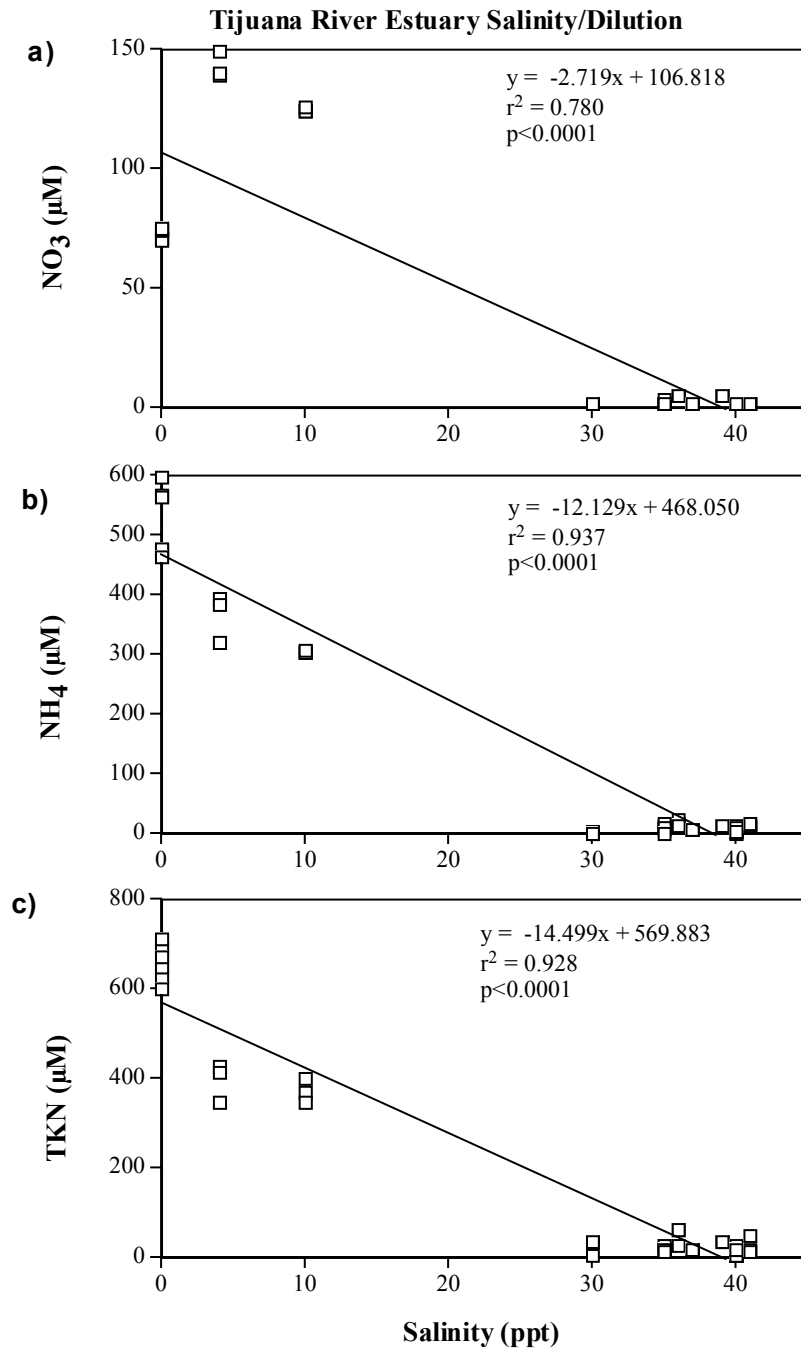 Tijuana River Estuary Salinity/Dilution
a)
150
100
50
0
NO3 (µM)
y = -2.719x + 106.818
r2 = 0.780
p<0.0001
0 10 20 30 40
b)
600
500
400
300
200
100
0
NH4 (µM)
y = -12.129x + 468.050
r2 = 0.937
p<0.0001
0 10 20 30 40
c)
800
600
400
200
0
TKN (µM)
y = -14.499x + 569.883
r2 = 0.928
p<0.0001
0 10 20 30 40
Salinity (ppt)